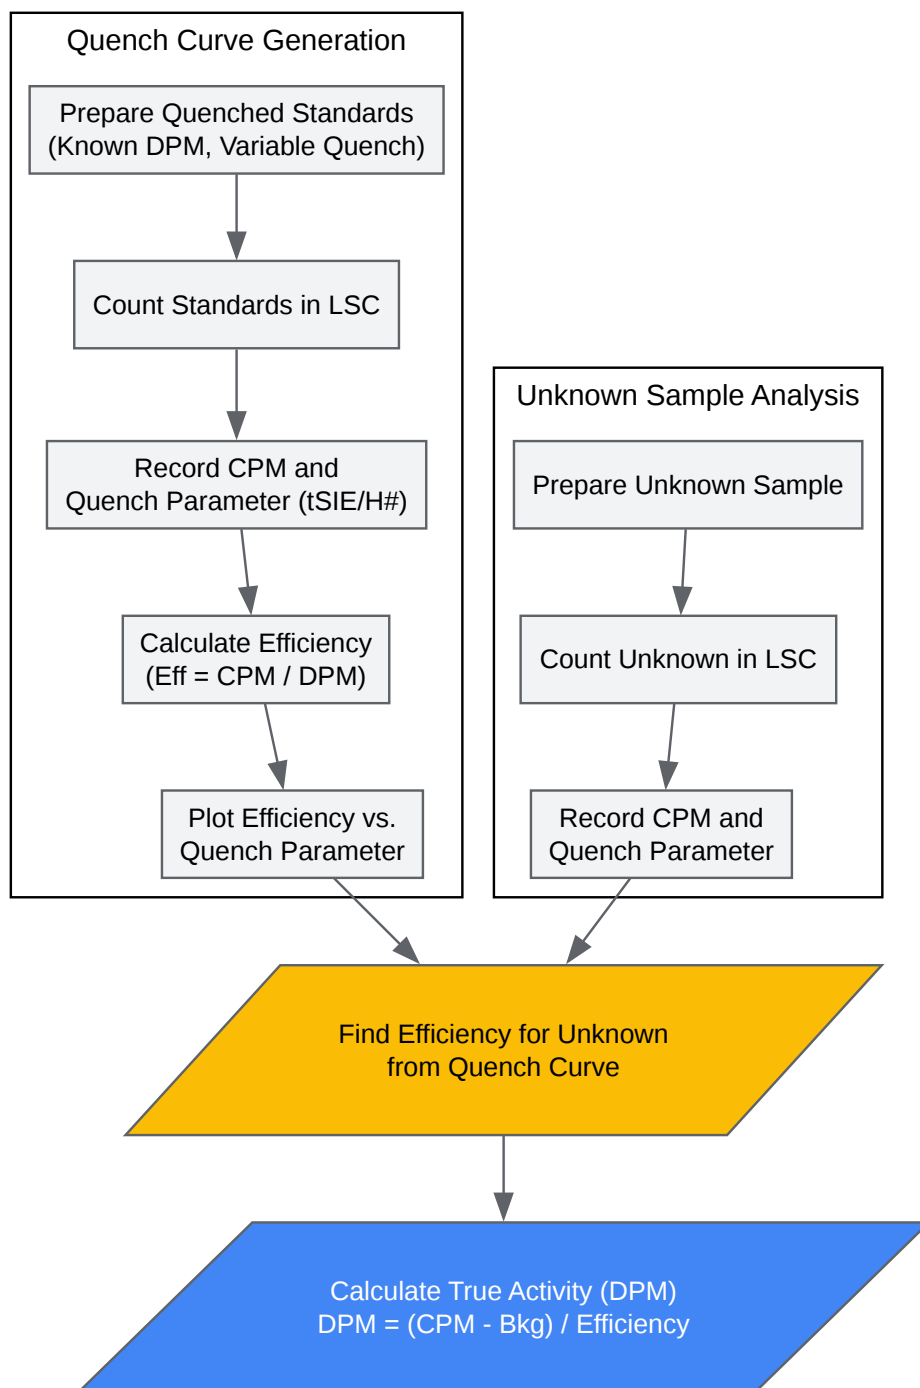 Quench Curve Generation
Prepare Quenched Standards
(Known DPM, Variable Quench)
Count Standards in LSC
Record CPM and
Quench Parameter (tSIE/H#)
Calculate Efficiency
(Eff = CPM / DPM)
Plot Efficiency vs.
Quench Parameter
Unknown Sample Analysis
Prepare Unknown Sample
Count Unknown in LSC
Record CPM and
Quench Parameter
Find Efficiency for Unknown
from Quench Curve
Calculate True Activity (DPM)
DPM = (CPM - Bkg) / Efficiency